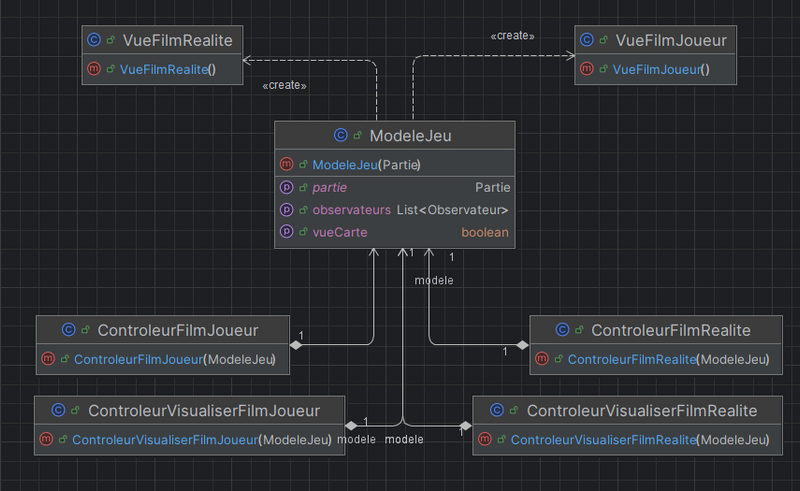 VueFilmRealite
VueFilmRealite()
«create»
«create»
VueFilmJoueur
VueFilmJoueur()
ModeleJeu
ModeleJeu(Partie)
partie Partie
observateurs List<Observateur>
vueCarte boolean
1
1
modele
ControleurFilmJoueur
ControleurFilmJoueur(ModeleJeu)
1
ControleurFilmRealite
ControleurFilmRealite(ModeleJeu)
1
ControleurVisualiserFilmJoueur
ControleurVisualiserFilmJoueur(ModeleJeu)
1
modele
modele
1
ControleurVisualiserFilmRealite
ControleurVisualiserFilmRealite(ModeleJeu)